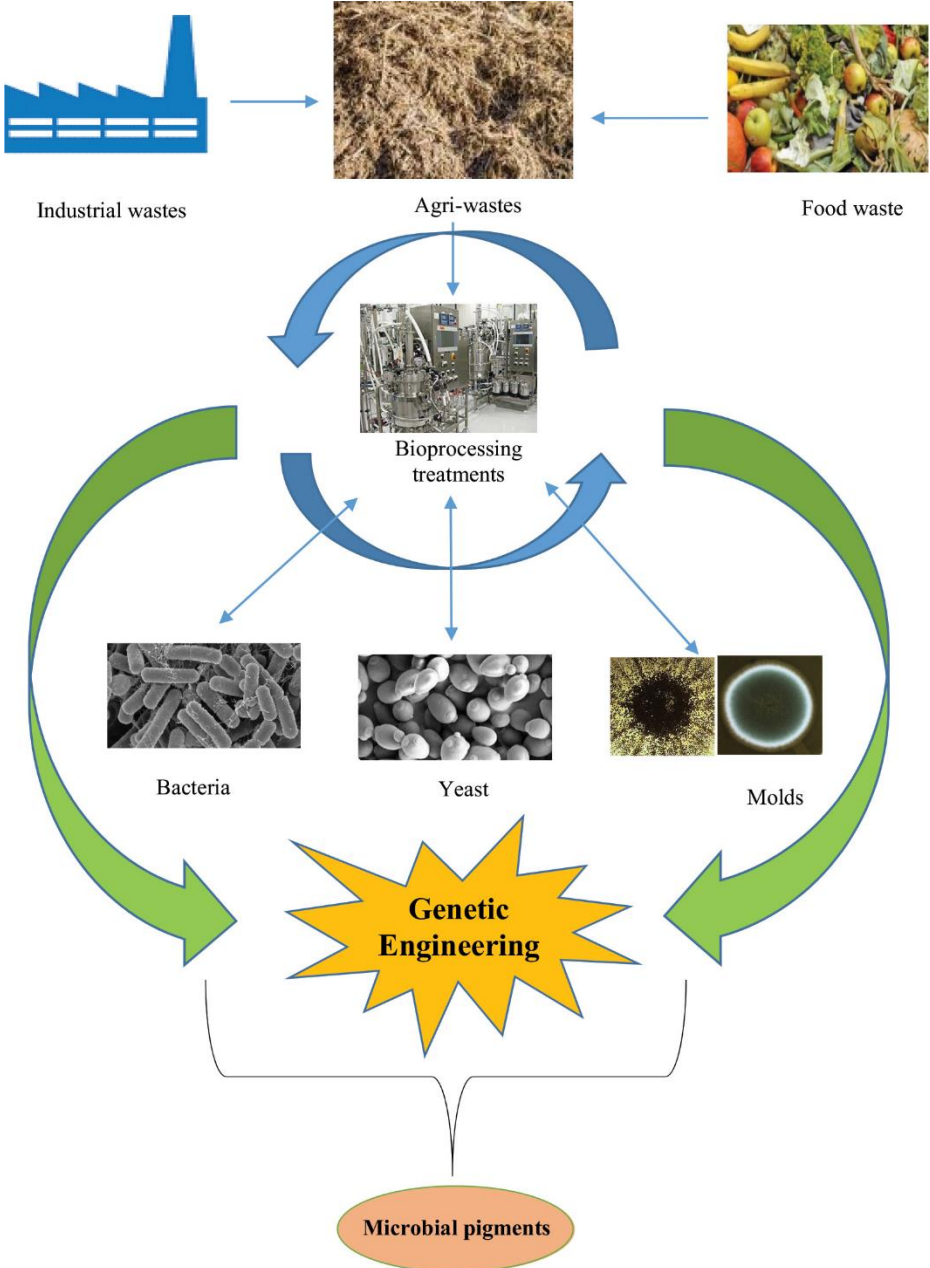 Industrial wastes
Agri-wastes
Food waste
Bioprocessing
treatments
Bacteria
Yeast
Molds
Genetic
Engineering
Microbial pigments